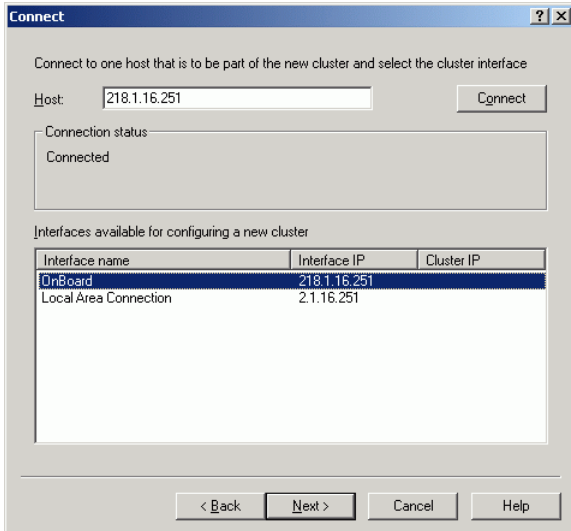 Connect
Connect to one host that is to be part of the new cluster and select the cluster interface
Host: 218.1.16.251 Connect
Connection status
Connected
Interfaces available for configuring a new cluster
Interface name Interface IP Cluster IP
OnBoard 218.1.16.251
Local Area Connection 2.1.16.251
< Back Next > Cancel Help